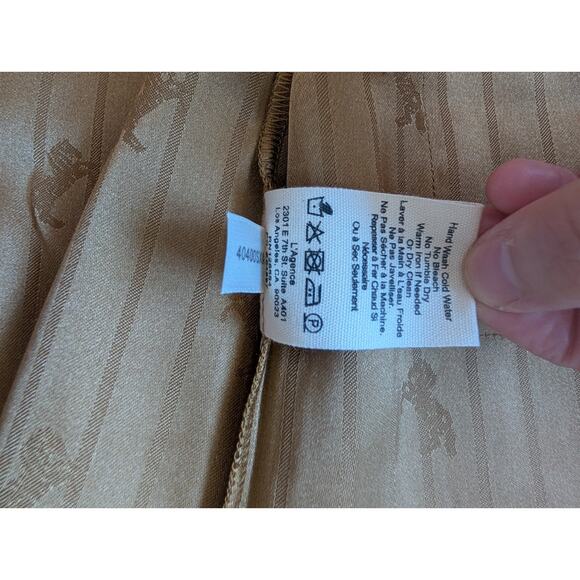 Hand Wash Cold Water
No Bleach
No Tumble Dry
Warm Iron If Needed
Or Dry Clean
Laver à la Main à L'eau Froide
Ne Pas Javelliser.
Ne Pas Sécher à la Machine.
Repasser à Fer Chaud Si
Nécessaire
Ou à Sec Seulement
L'Agence
2301 E 7th St. Suite A401
Los Angeles, CA. 90023